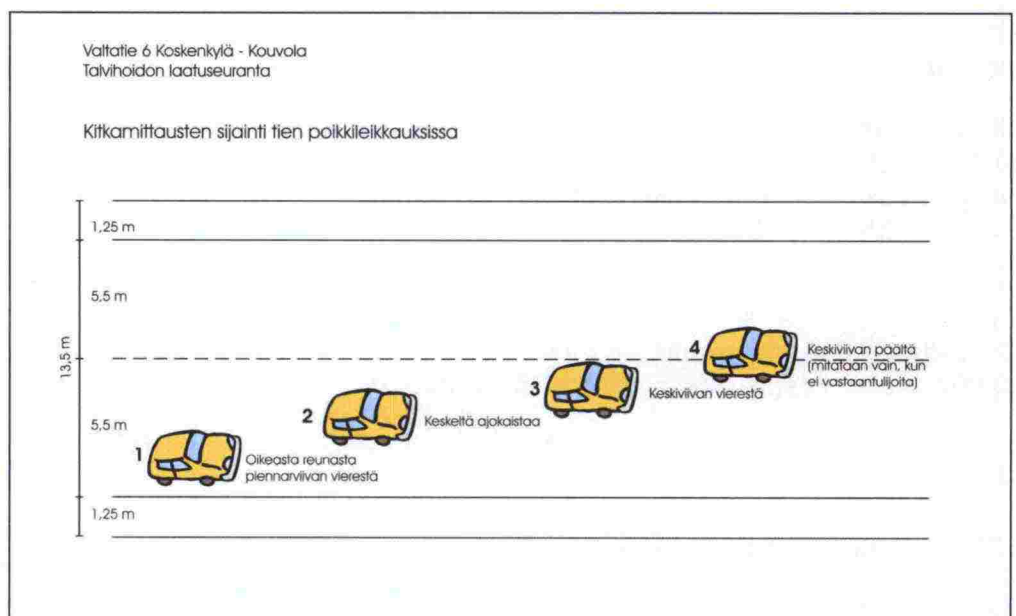 Valtatie 6 Koskenkylä - Kouvola
Talvihoidon laatuseuranta
Kitkamittausten sijainti tien poikkileikkauksissa
1,25 m
5,5 m
13,5 m
4
Keskiviivan päältä
(mitataan vain, kun
ei vastaantulijoita)
3
Keskiviivan vierestä
2
Keskeltä ajokaistaa
5,5 m
1
Oikeasta reunasta
piennarviivan vierestä
1,25 m